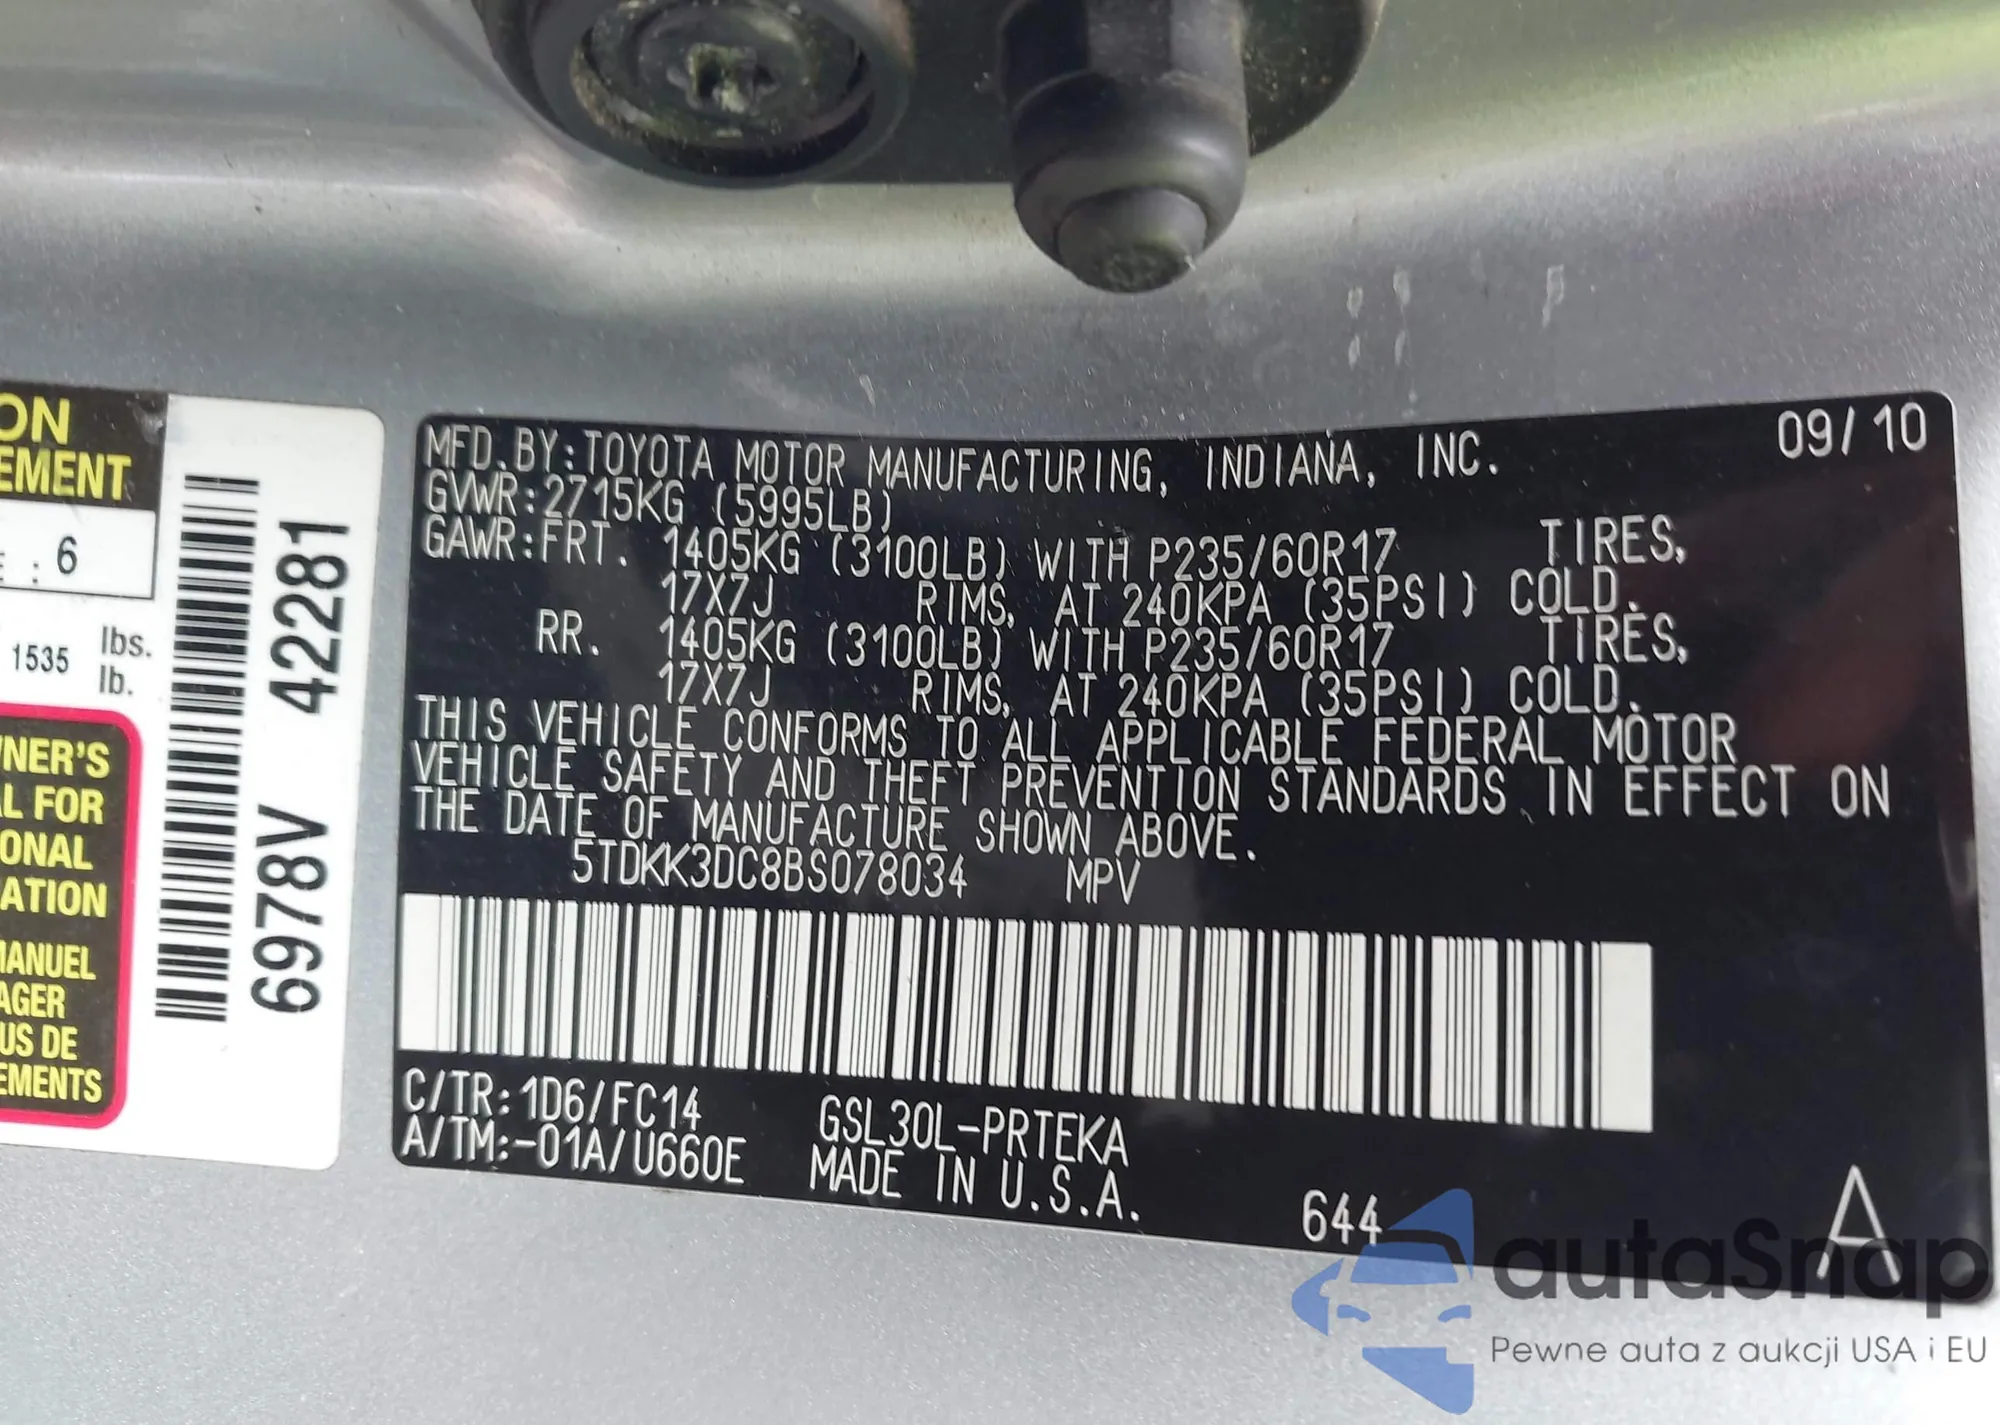 ON
EMENT
E : 6
1535 lbs.
lb.
NER'S
AL FOR
ONAL
ATION
MANUEL
AGER
US DE
EMENTS
6978V 42281
MFD.BY:TOYOTA MOTOR MANUFACTURING, INDIANA, INC. 09/10
GVWR:2715KG (5995LB)
GAWR:FRT. 1405KG (3100LB) WITH P235/60R17 TIRES,
17X7J RIMS, AT 240KPA (35PSI) COLD.
RR. 1405KG (3100LB) WITH P235/60R17 TIRES,
17X7J RIMS, AT 240KPA (35PSI) COLD.
THIS VEHICLE CONFORMS TO ALL APPLICABLE FEDERAL MOTOR
VEHICLE SAFETY AND THEFT PREVENTION STANDARDS IN EFFECT ON
THE DATE OF MANUFACTURE SHOWN ABOVE.
5TDKK3DC8BS078034 MPV
C/TR:1D6/FC14 GSL30L-PRTEKA
A/TM:-01A/U660E MADE IN U.S.A.
644 A
autoSnap
Pewne auta z aukcji USA i EU